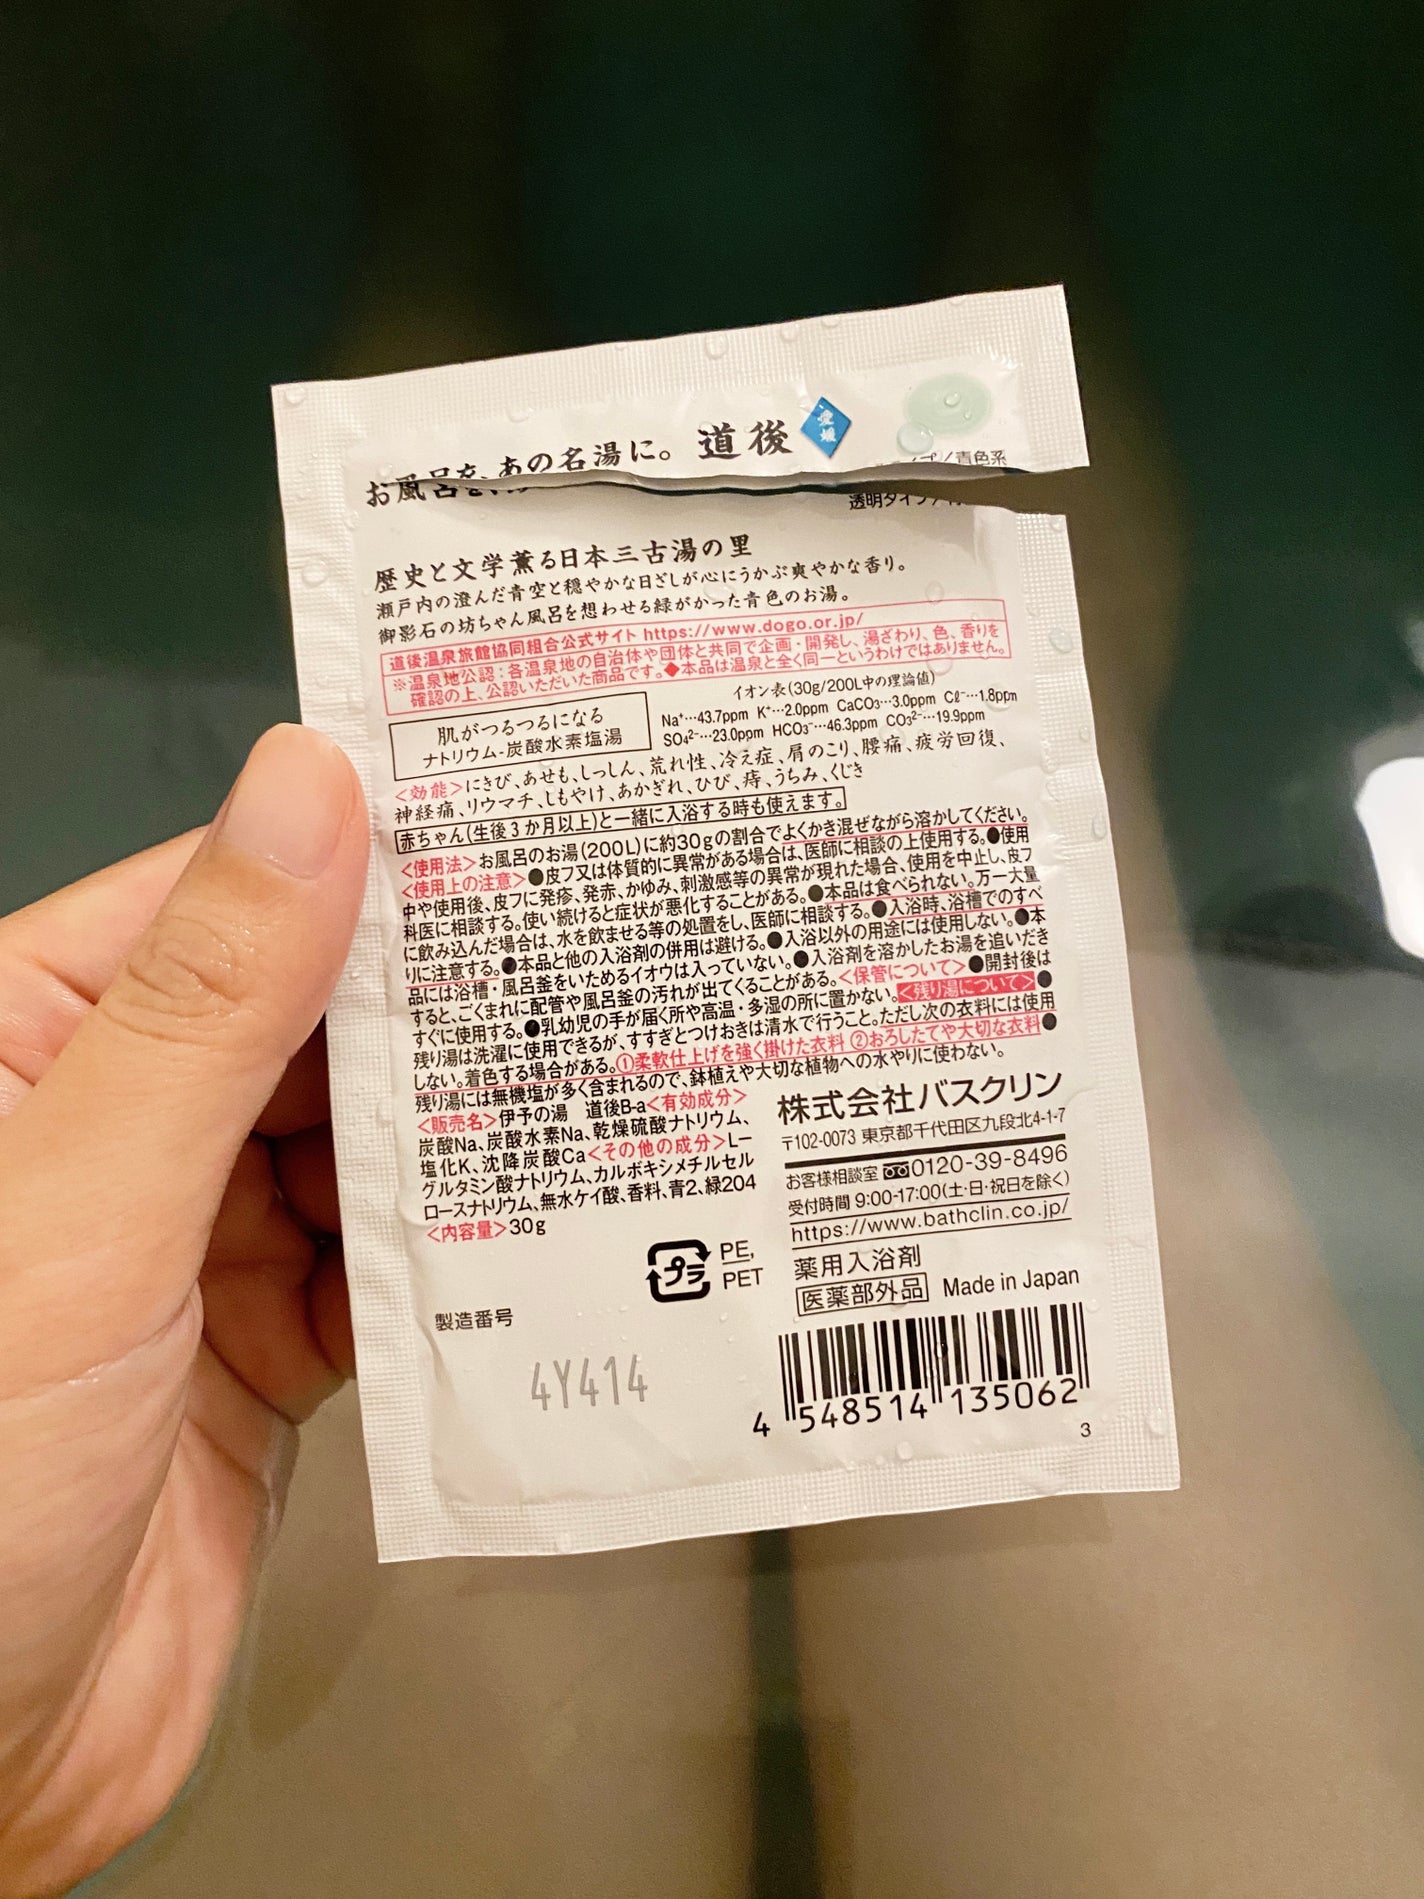 お風呂を、あの名湯に。 道後 愛媛
透明タイプ/青色系
歴史と文学薫る日本三古湯の里
瀬戸内の澄んだ青空と穏やかな日ざしが心にうかぶ爽やかな香り。
御影石の坊ちゃん風呂を想わせる緑がかった青色のお湯。
道後温泉旅館協同組合公式サイト https://www.dogo.or.jp/
※温泉地公認:各温泉地の自治体や団体と共同で企画・開発し、湯ざわり、色、香りを
確認の上、公認いただいた商品です。◆本品は温泉と全く同一というわけではありません。
肌がつるつるになる
ナトリウム-炭酸水素塩湯
イオン表(30g/200L中の理論値)
Na⁺…43.7ppm K⁺…2.0ppm CaCO₃…3.0ppm Cℓ⁻…1.8ppm
SO₄²⁻…23.0ppm HCO₃⁻…46.3ppm CO₃²⁻…19.9ppm
<効能>にきび、あせも、しっしん、荒れ性、冷え症、肩のこり、腰痛、疲労回復、
神経痛、リウマチ、しもやけ、あかぎれ、ひび、痔、うちみ、くじき
赤ちゃん(生後3か月以上)と一緒に入浴する時も使えます。
<使用法>お風呂のお湯(200L)に約30gの割合でよくかき混ぜながら溶かしてください。
<使用上の注意>●皮フ又は体質的に異常がある場合は、医師に相談の上使用する。●使用
中や使用後、皮フに発疹、発赤、かゆみ、刺激感等の異常が現れた場合、使用を中止し、皮フ
科医に相談する。使い続けると症状が悪化することがある。●本品は食べられない。万一大量
に飲み込んだ場合は、水を飲ませる等の処置をし、医師に相談する。●入浴時、浴槽でのすべ
りに注意する。●本品と他の入浴剤の併用は避ける。●入浴以外の用途には使用しない。●本
品には浴槽・風呂釜をいためるイオウは入っていない。●入浴剤を溶かしたお湯を追いだき
すると、ごくまれに配管や風呂釜の汚れが出てくることがある。<保管について>●開封後は
すぐに使用する。●乳幼児の手が届く所や高温・多湿の所に置かない。<残り湯について>●
残り湯は洗濯に使用できるが、すすぎとつけおきは清水で行うこと。ただし次の衣料には使用
しない。着色する場合がある。①柔軟仕上げを強く掛けた衣料 ②おろしたてや大切な衣料●
残り湯には無機塩が多く含まれるので、鉢植えや大切な植物への水やりに使わない。
<販売名>伊予の湯 道後B-a<有効成分>
炭酸Na、炭酸水素Na、乾燥硫酸ナトリウム、
塩化K、沈降炭酸Ca<その他の成分>L-
グルタミン酸ナトリウム、カルボキシメチルセル
ロースナトリウム、無水ケイ酸、香料、青2、緑204
<内容量>30g
株式会社バスクリン
〒102-0073 東京都千代田区九段北4-1-7
お客様相談室 0120-39-8496
受付時間 9:00-17:00(土・日・祝日を除く)
https://www.bathclin.co.jp/
薬用入浴剤
医薬部外品 Made in Japan
プラ PE,
PET
製造番号
4Y414
4 548514 135062
3